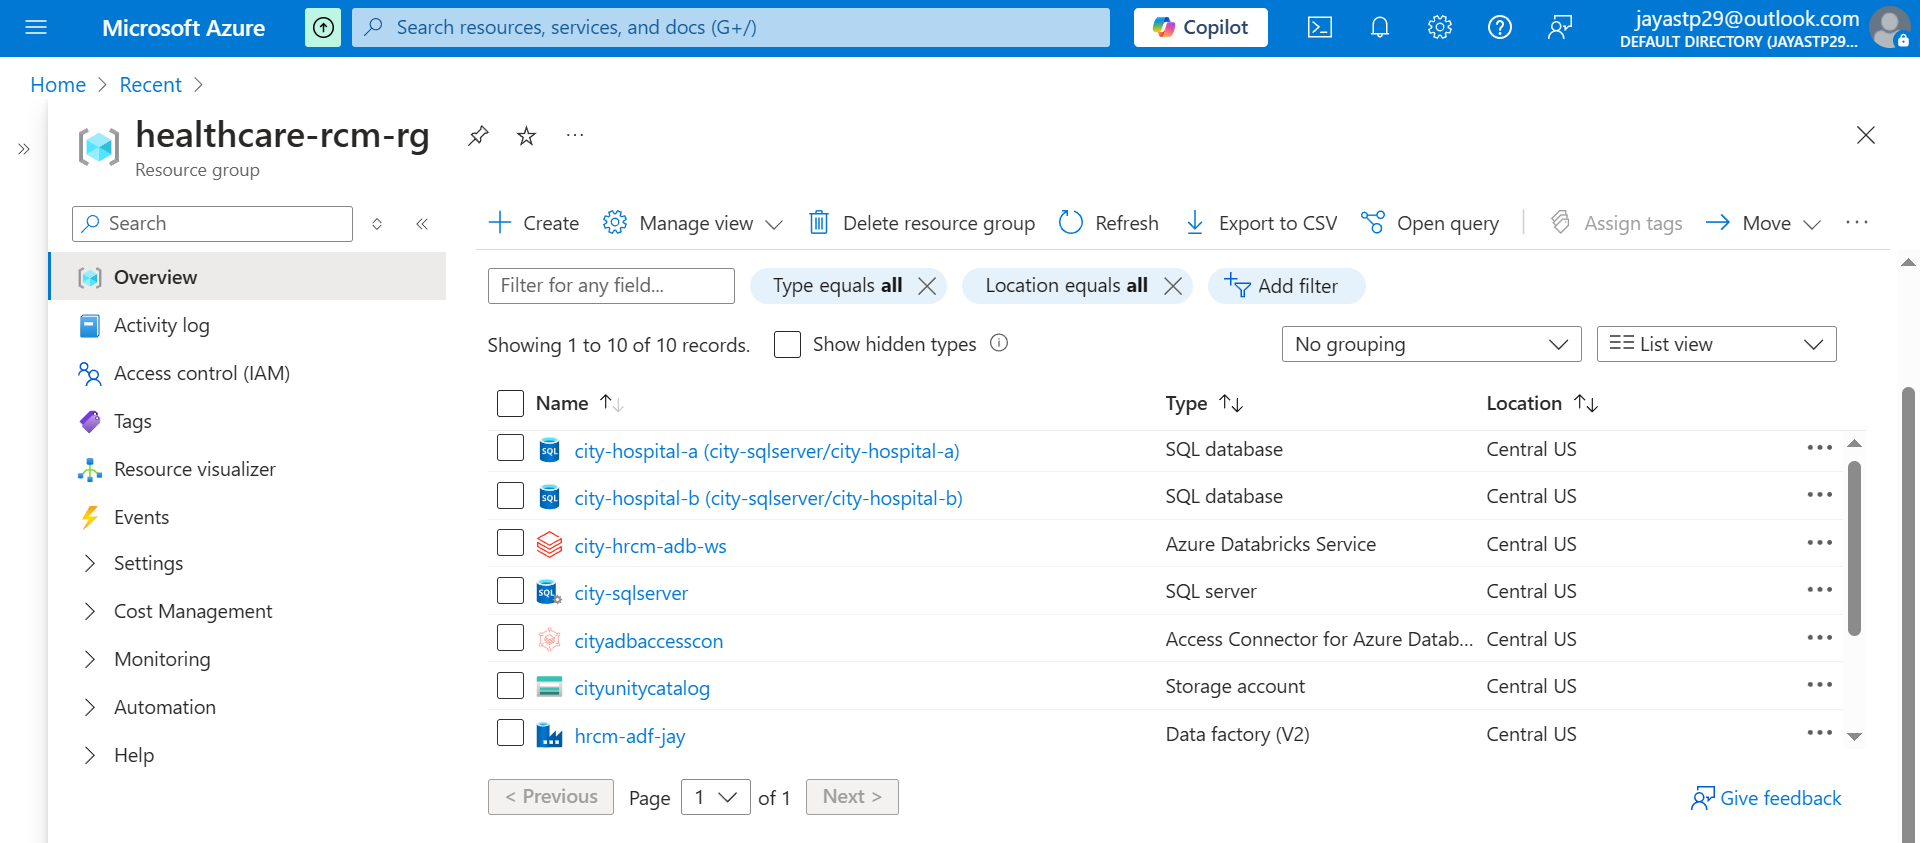 Microsoft Azure
Search resources, services, and docs (G+/)
Copilot
jayastp29@outlook.com
DEFAULT DIRECTORY (JAYASTP29...
Home > Recent >
healthcare-rcm-rg
Resource group
Search
Overview
Activity log
Access control (IAM)
Tags
Resource visualizer
Events
Settings
Cost Management
Monitoring
Automation
Help
Create Manage view Delete resource group Refresh Export to CSV Open query Assign tags Move
Filter for any field... Type equals all Location equals all Add filter
Showing 1 to 10 of 10 records. Show hidden types No grouping List view
Name Type Location
city-hospital-a (city-sqlserver/city-hospital-a) SQL database Central US
city-hospital-b (city-sqlserver/city-hospital-b) SQL database Central US
city-hrcm-adb-ws Azure Databricks Service Central US
city-sqlserver SQL server Central US
cityadbaccesscon Access Connector for Azure Datab... Central US
cityunitycatalog Storage account Central US
hrcm-adf-jay Data factory (V2) Central US
< Previous Page 1 of 1 Next > Give feedback